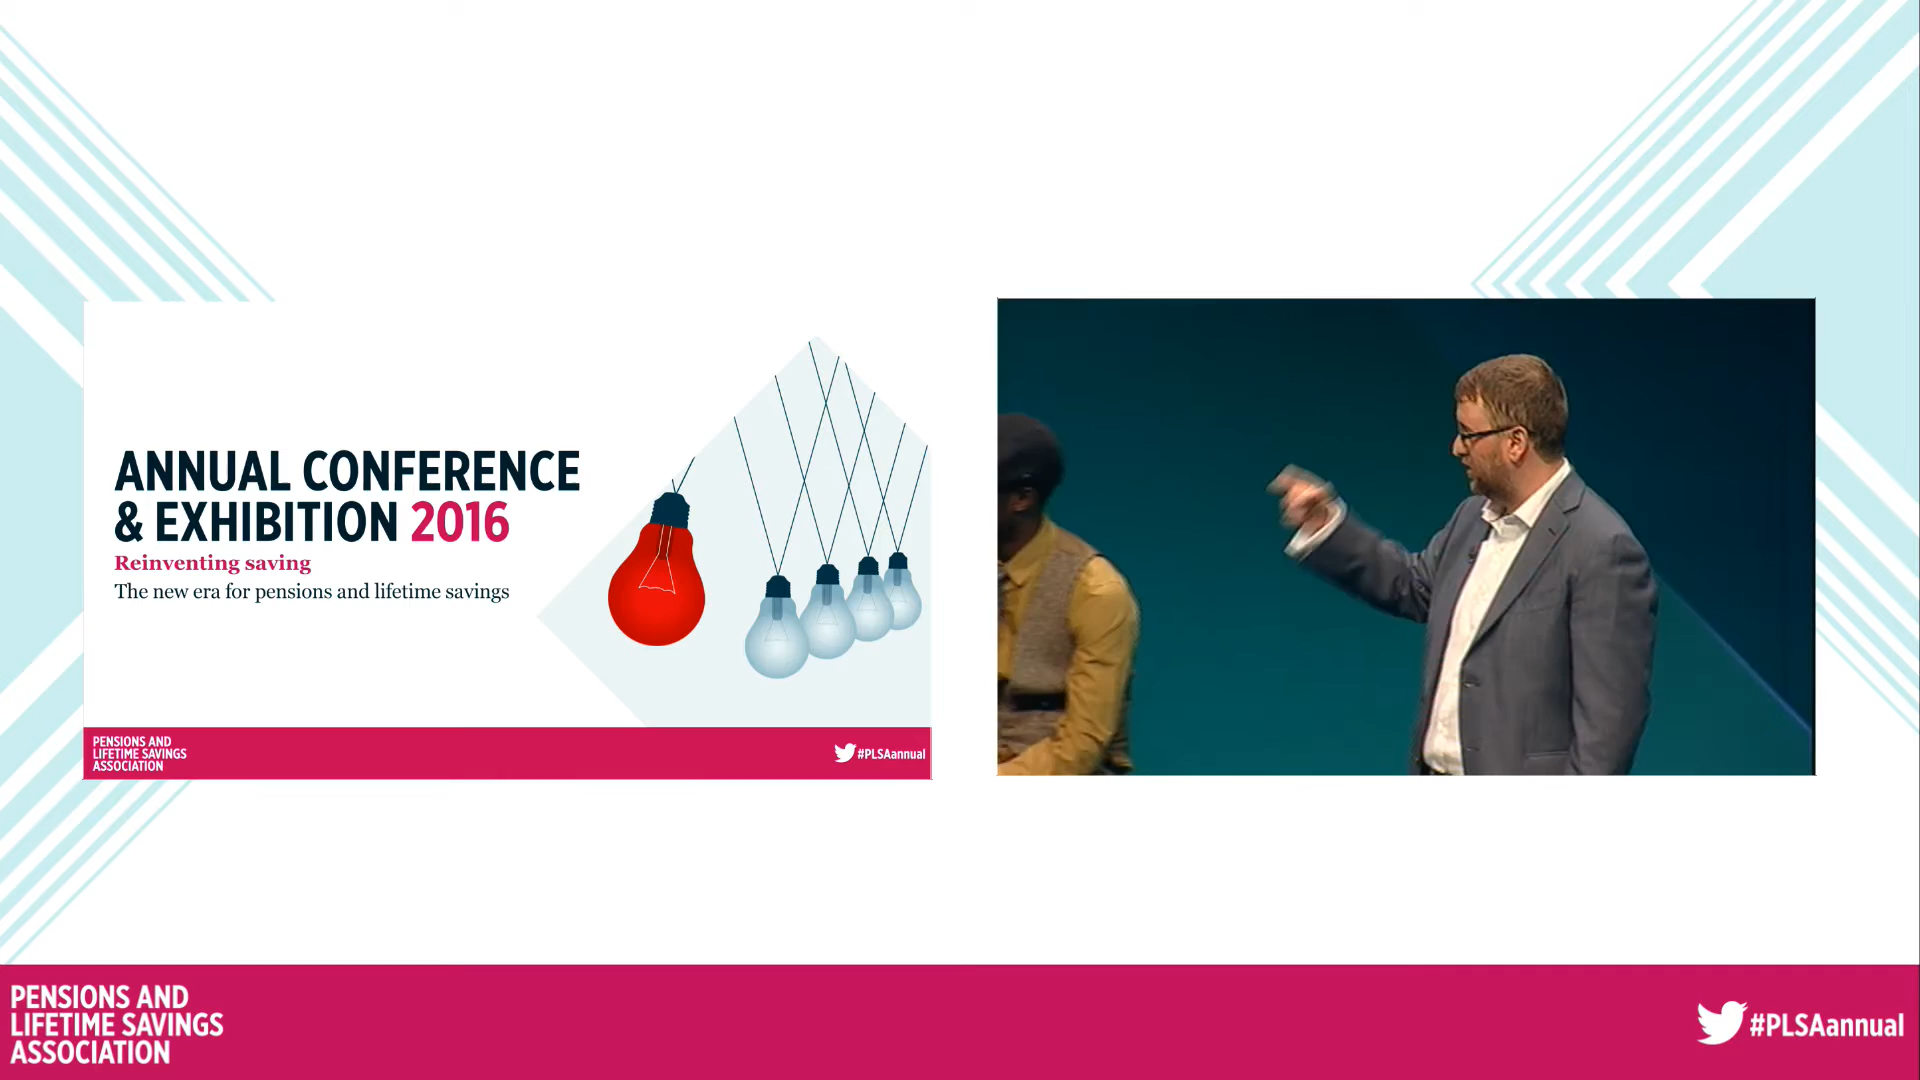 ANNUAL CONFERENCE
& EXHIBITION 2016
Reinventing saving
The new era for pensions and lifetime savings
PENSIONS AND
LIFETIME SAVINGS
ASSOCIATION
#PLSAannual
PENSIONS AND
LIFETIME SAVINGS
ASSOCIATION
#PLSAannual